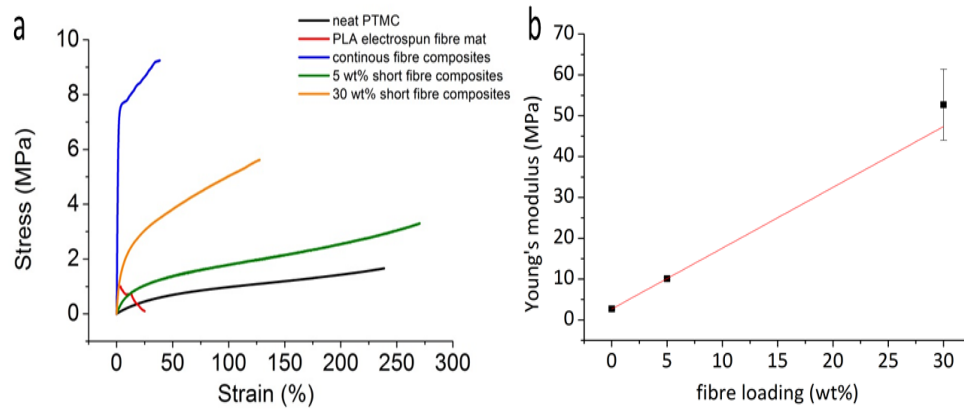 a
neat PTMC
PLA electrospun fibre mat
continous fibre composites
5 wt% short fibre composites
30 wt% short fibre composites
10
8
6
4
2
0
Stress (MPa)
0 50 100 150 200 250 300
Strain (%)
b
70
60
50
40
30
20
10
0
Young's modulus (MPa)
0 5 10 15 20 25 30
fibre loading (wt%)